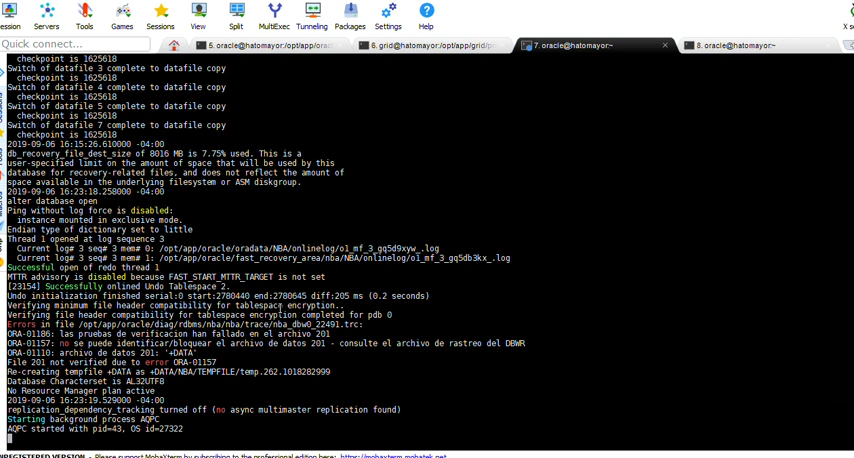 ession Servers Tools Games Sessions View Split MultiExec Tunneling Packages Settings Help X se
Quick connect...
5. oracle@hatomayor:/opt/app/orac
6. grid@hatomayor:/opt/app/grid/pr
7. oracle@hatomayor:~
8. oracle@hatomayor:~
checkpoint is 1625618
Switch of datafile 3 complete to datafile copy
checkpoint is 1625618
Switch of datafile 4 complete to datafile copy
checkpoint is 1625618
Switch of datafile 5 complete to datafile copy
checkpoint is 1625618
Switch of datafile 7 complete to datafile copy
checkpoint is 1625618
2019-09-06 16:15:26.610000 -04:00
db_recovery_file_dest_size of 8016 MB is 7.75% used. This is a
user-specified limit on the amount of space that will be used by this
database for recovery-related files, and does not reflect the amount of
space available in the underlying filesystem or ASM diskgroup.
2019-09-06 16:23:18.258000 -04:00
alter database open
Ping without log force is disabled:
instance mounted in exclusive mode.
Endian type of dictionary set to little
Thread 1 opened at log sequence 3
Current log# 3 seq# 3 mem# 0: /opt/app/oracle/oradata/NBA/onlinelog/o1_mf_3_gq5d9xyw_.log
Current log# 3 seq# 3 mem# 1: /opt/app/oracle/fast_recovery_area/nba/NBA/onlinelog/o1_mf_3_gq5db3kx_.log
Successful open of redo thread 1
MTTR advisory is disabled because FAST_START_MTTR_TARGET is not set
[23154] Successfully onlined Undo Tablespace 2.
Undo initialization finished serial:0 start:2780440 end:2780645 diff:205 ms (0.2 seconds)
Verifying minimum file header compatibility for tablespace encryption..
Verifying file header compatibility for tablespace encryption completed for pdb 0
Errors in file /opt/app/oracle/diag/rdbms/nba/nba/trace/nba_dbw0_22491.trc:
ORA-01186: las pruebas de verificacion han fallado en el archivo 201
ORA-01157: no se puede identificar/bloquear el archivo de datos 201 - consulte el archivo de rastreo del DBWR
ORA-01110: archivo de datos 201: '+DATA'
File 201 not verified due to error ORA-01157
Re-creating tempfile +DATA as +DATA/NBA/TEMPFILE/temp.262.1018282999
Database Characterset is AL32UTF8
No Resource Manager plan active
2019-09-06 16:23:19.529000 -04:00
replication_dependency_tracking turned off (no async multimaster replication found)
Starting background process AQPC
AQPC started with pid=43, OS id=27322
NREGISTERED VERSION - Please support MobaXterm by subscribing to the professional edition here: https://mobaxterm.mobatek.net